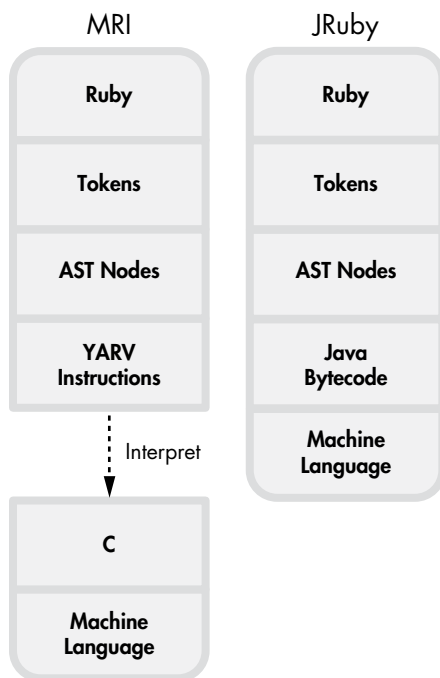 MRI
Ruby
Tokens
AST Nodes
YARV
Instructions
Interpret
C
Machine
Language
JRuby
Ruby
Tokens
AST Nodes
Java
Bytecode
Machine
Language